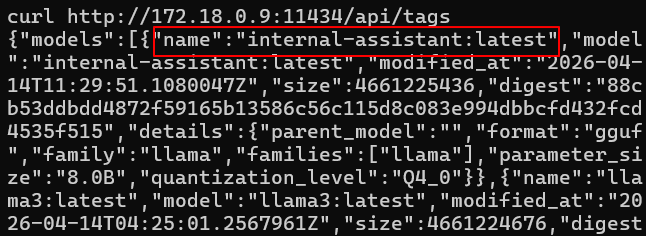 curl http://172.18.0.9:11434/api/tags
{"models":[{"name":"internal-assistant:latest","model
":"internal-assistant:latest","modified_at":"2026-04-
14T11:29:51.1080047Z","size":4661225436,"digest":"88c
b53ddbdd4872f59165b13586c56c115d8c083e994dbbcfd432fcd
4535f515","details":{"parent_model":"","format":"gguf
","family":"llama","families":["llama"],"parameter_si
ze":"8.0B","quantization_level":"Q4_0"}},{"name":"lla
ma3:latest","model":"llama3:latest","modified_at":"20
26-04-14T04:25:01.2567961Z","size":4661224676,"digest